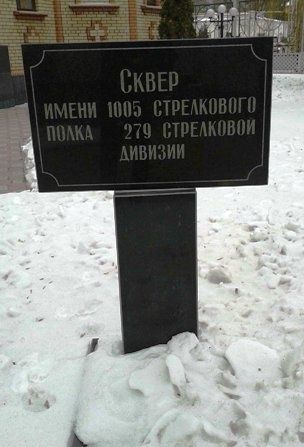 Сквер
имени 1005 стрелкового
полка 279 стрелковой
дивизии